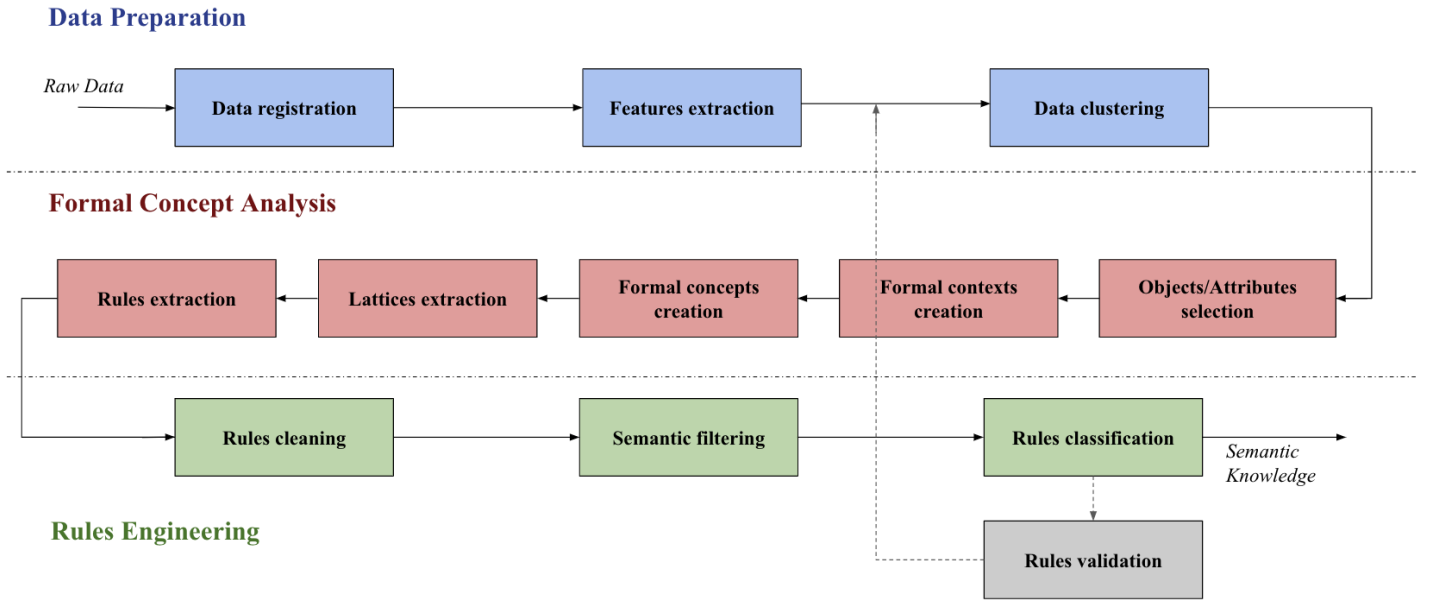 Data Preparation
Raw Data
Data registration
Features extraction
Data clustering
Formal Concept Analysis
Rules extraction
Lattices extraction
Formal concepts
creation
Formal contexts
creation
Objects/Attributes
selection
Rules cleaning
Semantic filtering
Rules classification
Semantic
Knowledge
Rules Engineering
Rules validation